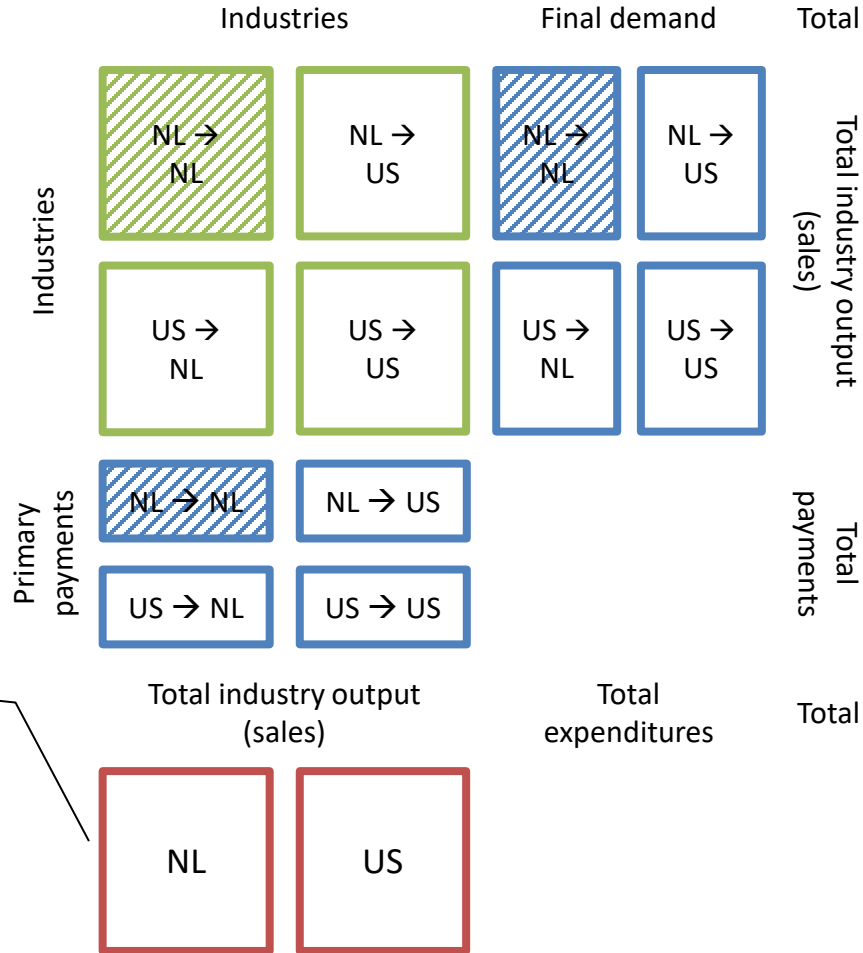 Industries Final demand Total
NL →
NL
NL →
US
NL →
NL
NL →
US
Industries
Total industry output
(sales)
US →
NL
US →
US
US →
NL
US →
US
Primary
payments
NL → NL
NL → US
Total
payments
US → NL
US → US
Total industry output
(sales)
Total
expenditures
Total
NL
US